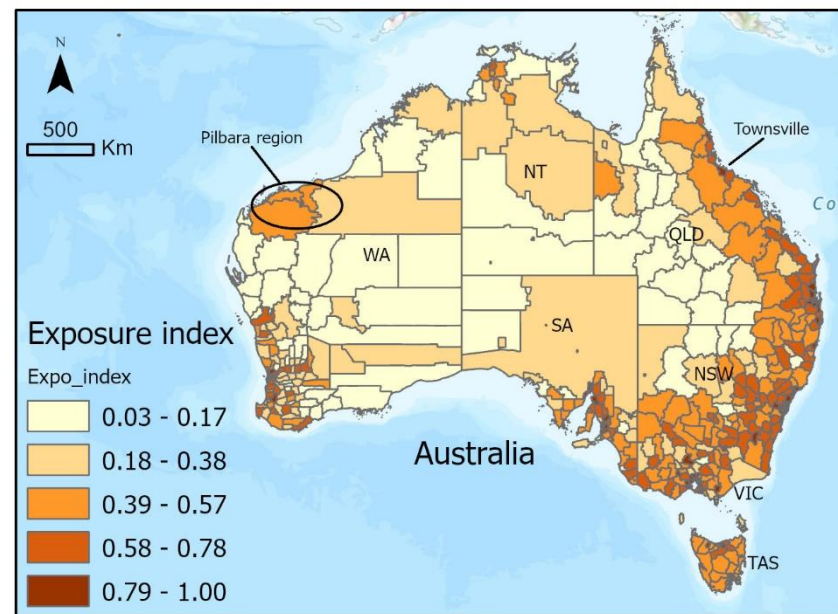 N
500
Km
Pilbara region
Townsville
NT
QLD
WA
SA
NSW
Australia
VIC
TAS
Co
Exposure index
Expo_index
0.03 - 0.17
0.18 - 0.38
0.39 - 0.57
0.58 - 0.78
0.79 - 1.00